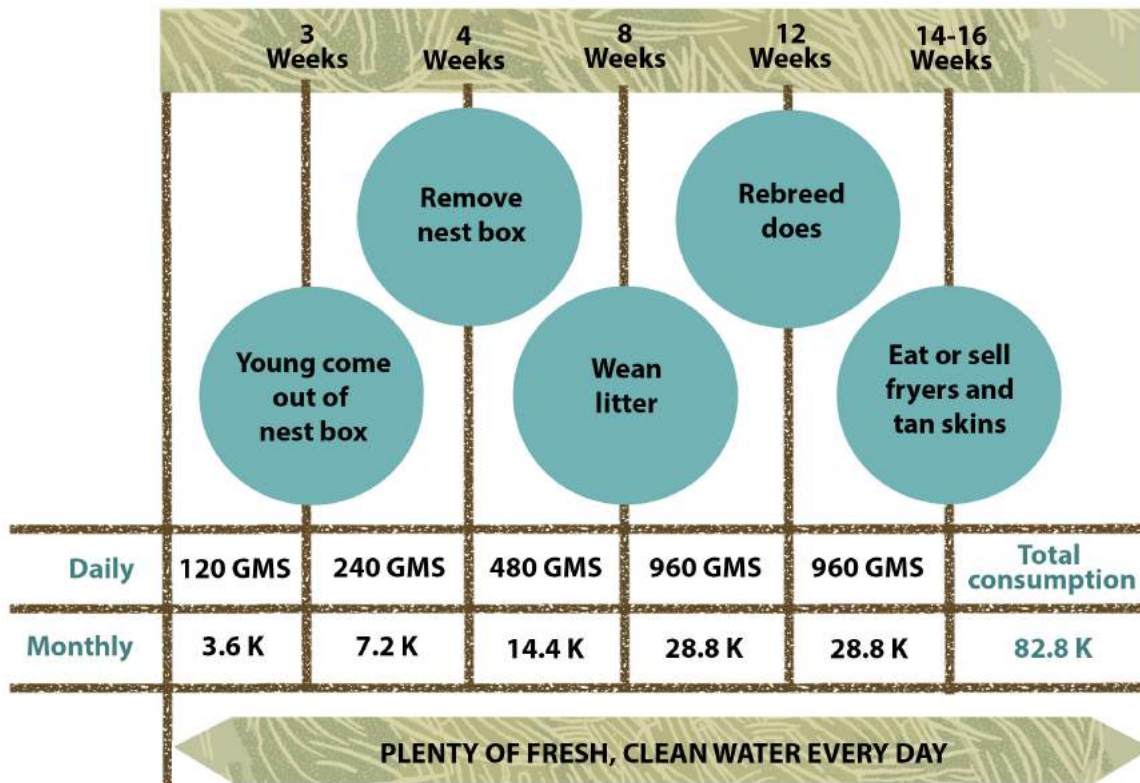 3
Weeks
4
Weeks
8
Weeks
12
Weeks
14-16
Weeks
Remove
nest box
Rebreed
does
Young come
out of
nest box
Wean
litter
Eat or sell
fryers and
tan skins
Daily 120 GMS 240 GMS 480 GMS 960 GMS 960 GMS Total
consumption
Monthly 3.6 K 7.2 K 14.4 K 28.8 K 28.8 K 82.8 K
PLENTY OF FRESH, CLEAN WATER EVERY DAY